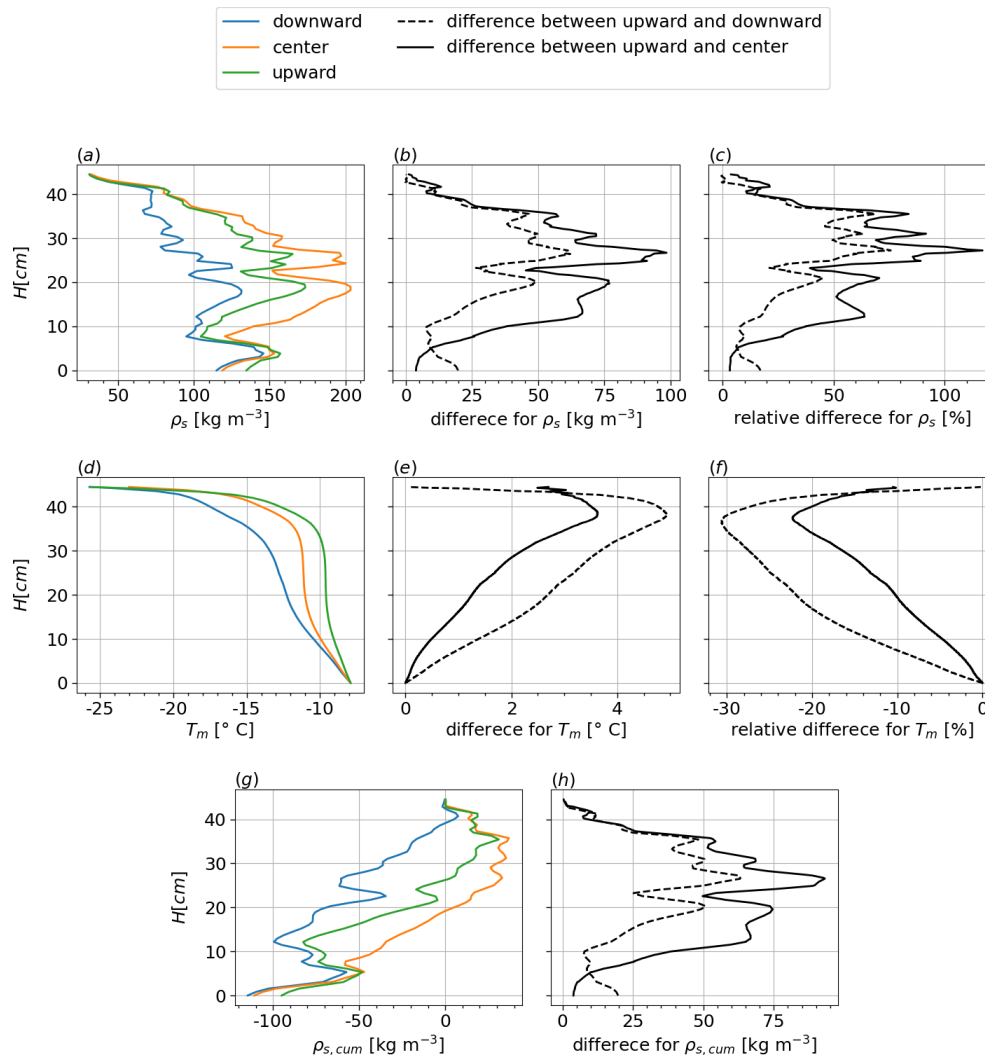 downward
center
upward
difference between upward and downward
difference between upward and center
(a)
(b)
(c)
H[cm]
40
30
20
10
0
50 100 150 200
0 25 50 75 100
0 50 100
ρs [kg m⁻³]
differece for ρs [kg m⁻³]
relative differece for ρs [%]
(d)
(e)
(f)
H[cm]
40
30
20
10
0
-25 -20 -15 -10
0 2 4
-30 -20 -10 0
Tm [° C]
differece for Tm [° C]
relative differece for Tm [%]
(g)
(h)
H[cm]
40
30
20
10
0
-100 -50 0
0 25 50 75
ρs,cum [kg m⁻³]
differece for ρs,cum [kg m⁻³]